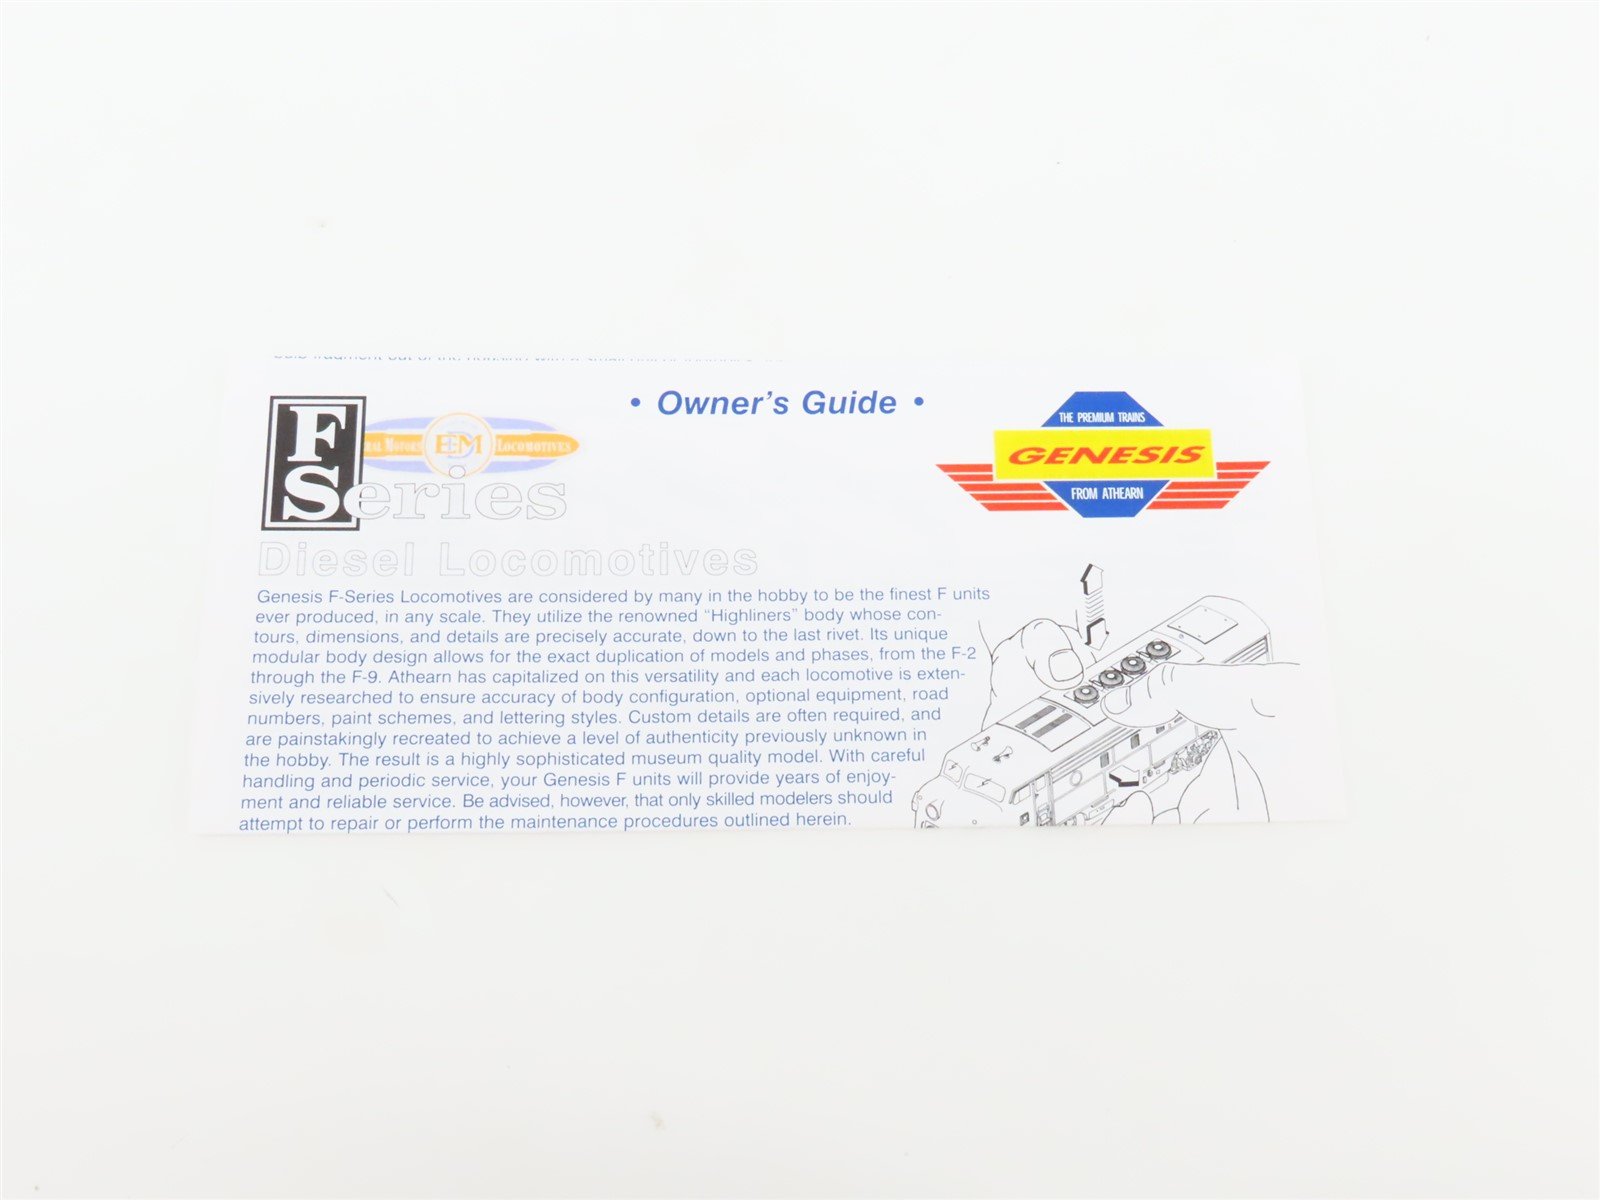 • Owner's Guide •
F Series
MOTORS EMD LOCOMOTIVES
THE PREMIUM TRAINS
GENESIS
FROM ATHEARN
Diesel Locomotives
Genesis F-Series Locomotives are considered by many in the hobby to be the finest F units
ever produced, in any scale. They utilize the renowned "Highliners" body whose con-
tours, dimensions, and details are precisely accurate, down to the last rivet. Its unique
modular body design allows for the exact duplication of models and phases, from the F-2
through the F-9. Athearn has capitalized on this versatility and each locomotive is exten-
sively researched to ensure accuracy of body configuration, optional equipment, road
numbers, paint schemes, and lettering styles. Custom details are often required, and
are painstakingly recreated to achieve a level of authenticity previously unknown in
the hobby. The result is a highly sophisticated museum quality model. With careful
handling and periodic service, your Genesis F units will provide years of enjoy-
ment and reliable service. Be advised, however, that only skilled modelers should
attempt to repair or perform the maintenance procedures outlined herein.